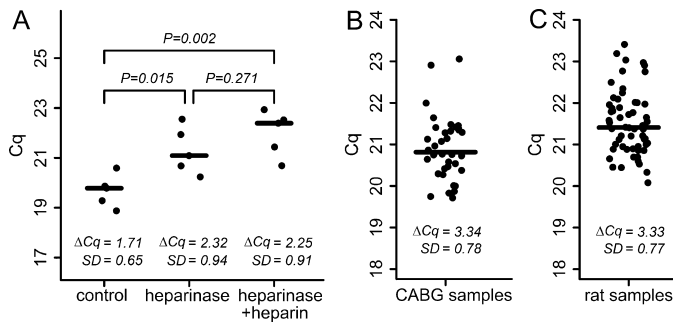 A
B
C
P=0.002
P=0.015
P=0.271
Cq
25
23
21
19
17
ΔCq = 1.71
SD = 0.65
ΔCq = 2.32
SD = 0.94
ΔCq = 2.25
SD = 0.91
control
heparinase
heparinase
+heparin
Cq
24
23
22
21
20
19
18
ΔCq = 3.34
SD = 0.78
CABG samples
Cq
24
23
22
21
20
19
18
ΔCq = 3.33
SD = 0.77
rat samples